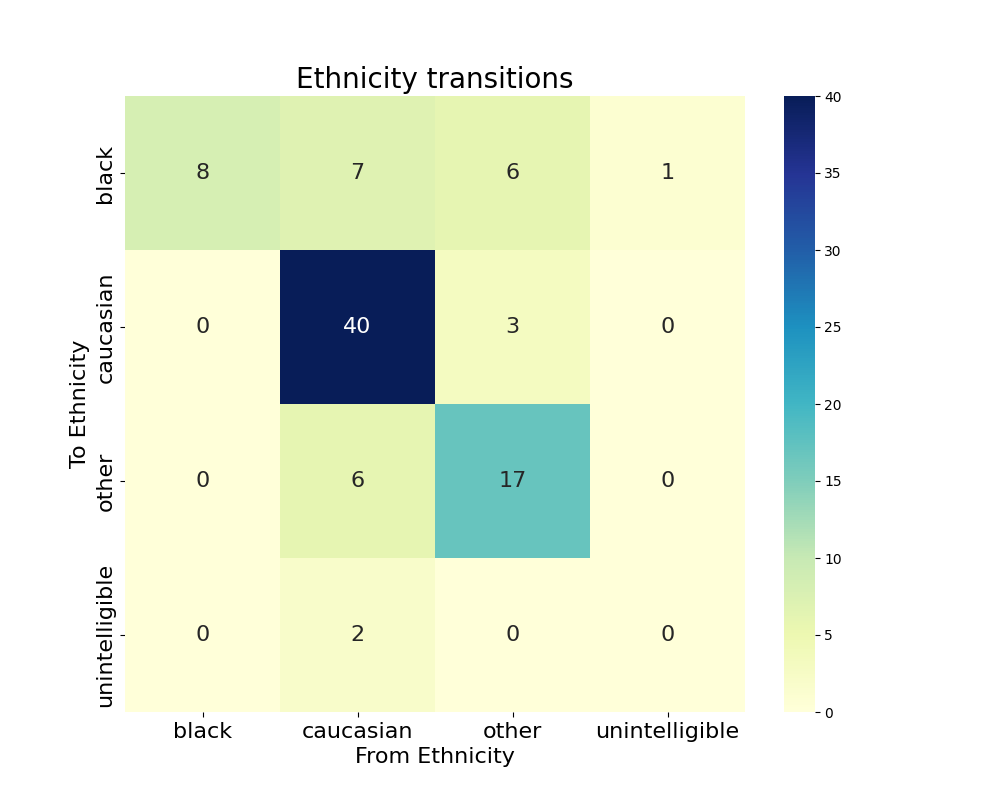 Ethnicity transitions
To Ethnicity
black
8 7 6 1
caucasian
0 40 3 0
other
0 6 17 0
unintelligible
0 2 0 0
black caucasian other unintelligible
From Ethnicity
40
35
30
25
20
15
10
5
0